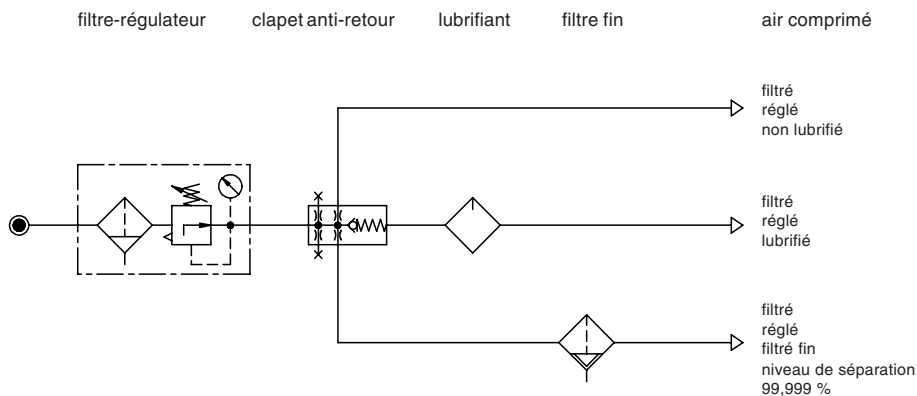 filtre-régulateur
clapet anti-retour
lubrifiant
filtre fin
air comprimé
filtré
réglé
non lubrifié
filtré
réglé
lubrifié
filtré
réglé
filtré fin
niveau de séparation
99,999 %